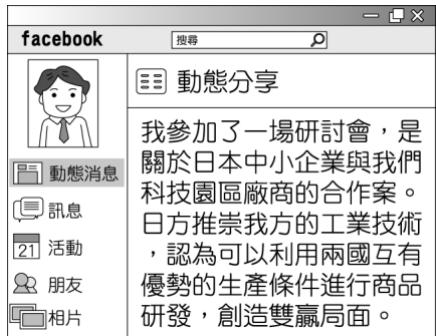 facebook
搜尋
動態分享
動態消息
訊息
21 活動
朋友
相片
我參加了一場研討會，是
關於日本中小企業與我們
科技園區廠商的合作案。
日方推崇我方的工業技術
，認為可以利用兩國互有
優勢的生產條件進行商品
研發，創造雙贏局面。